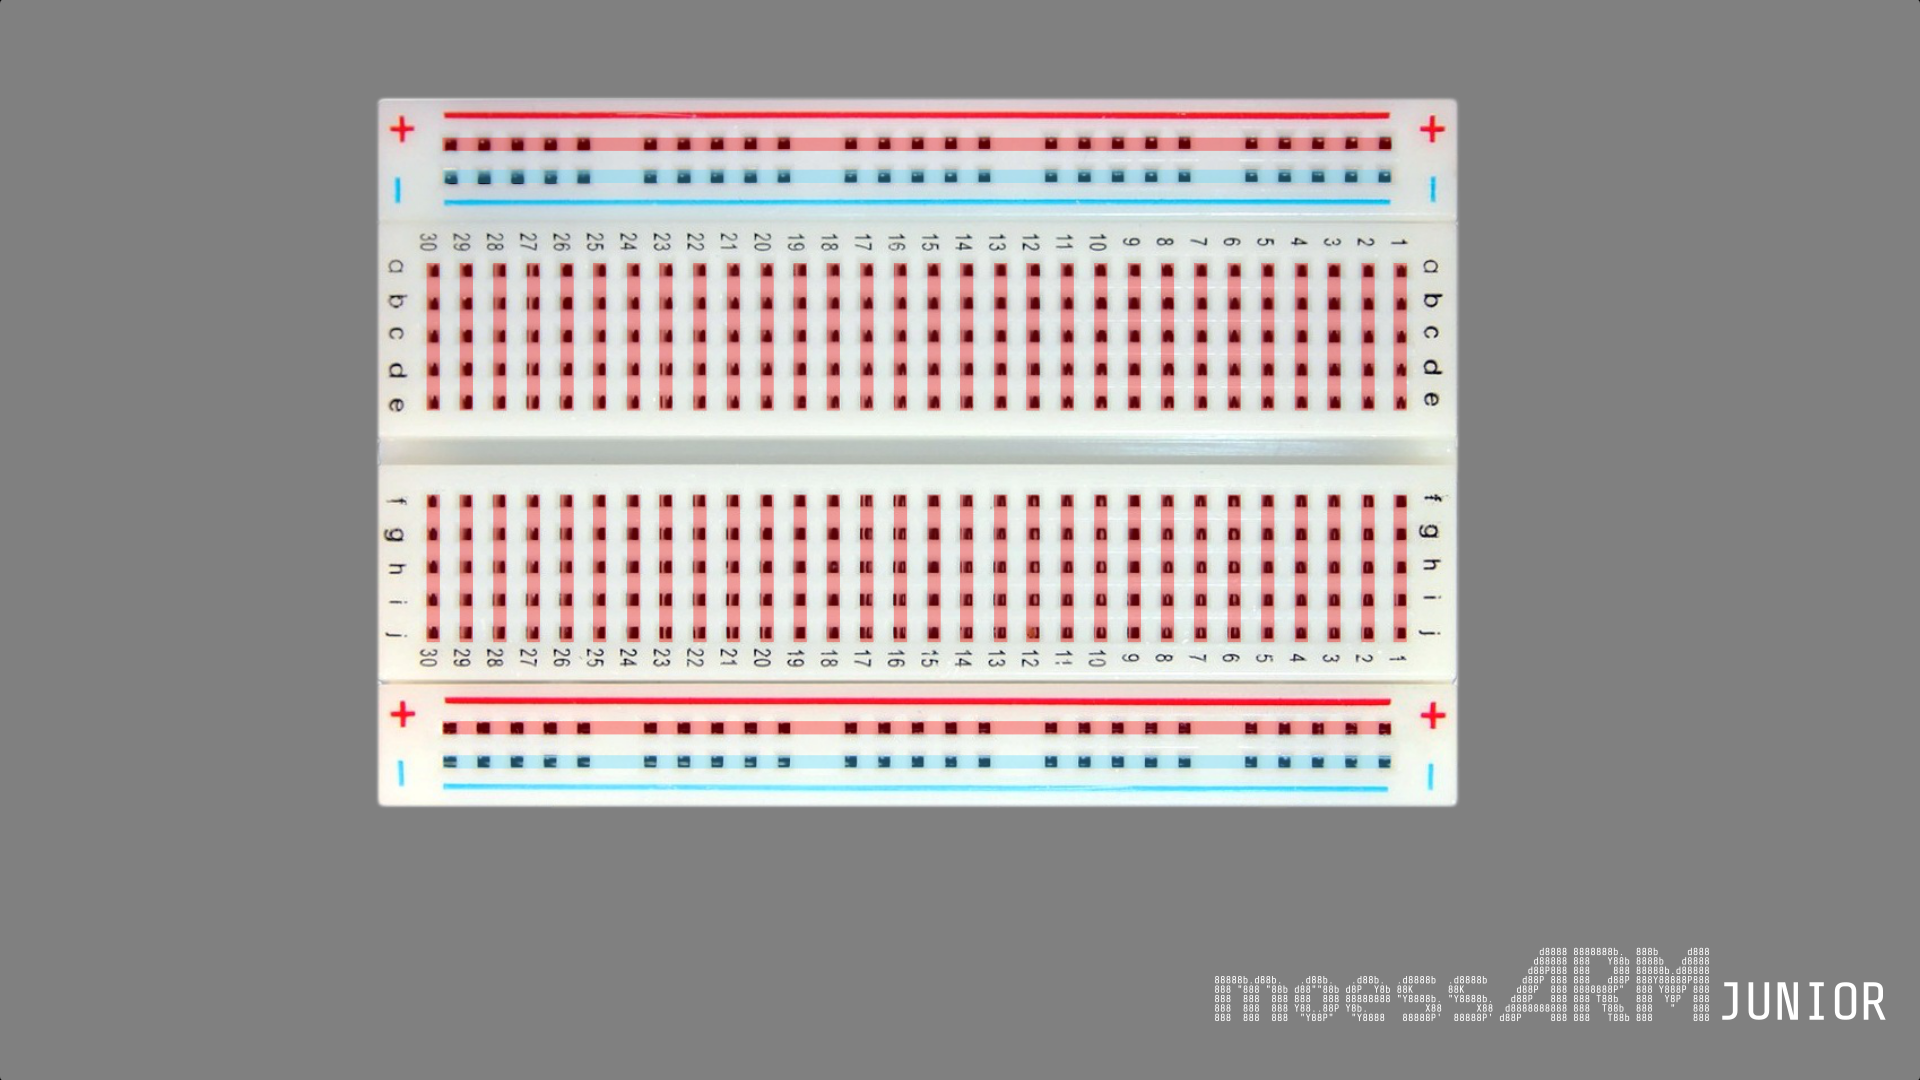 + +
− −
30 29 28 27 26 25 24 23 22 21 20 19 18 17 16 15 14 13 12 11 10 9 8 7 6 5 4 3 2 1
a a
b b
c c
d d
e e
f f
g g
h h
i i
j j
30 29 28 27 26 25 24 23 22 21 20 19 18 17 16 15 14 13 12 11 10 9 8 7 6 5 4 3 2 1
+ +
− −
moessARM JUNIOR